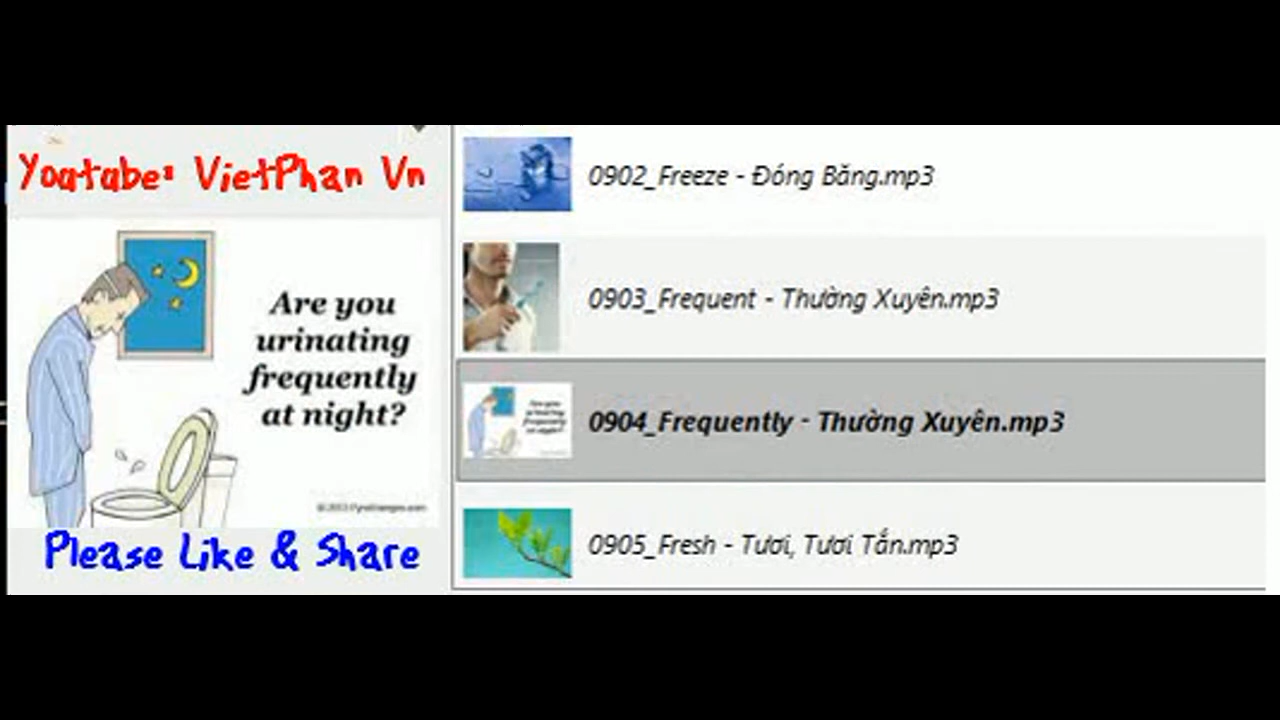 Youtube: VietPhan Vn
Are you
urinating
frequently
at night?
Please Like & Share
0902_Freeze - Đóng Băng.mp3
0903_Frequent - Thường Xuyên.mp3
0904_Frequently - Thường Xuyên.mp3
0905_Fresh - Tươi, Tươi Tắn.mp3